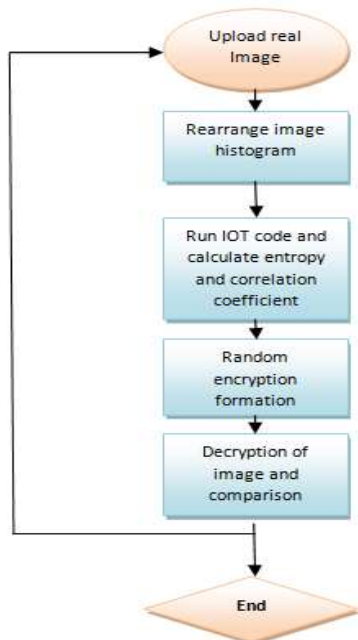 Upload real
Image
Rearrange image
histogram
Run IOT code and
calculate entropy
and correlation
coefficient
Random
encryption
formation
Decryption of
image and
comparison
End